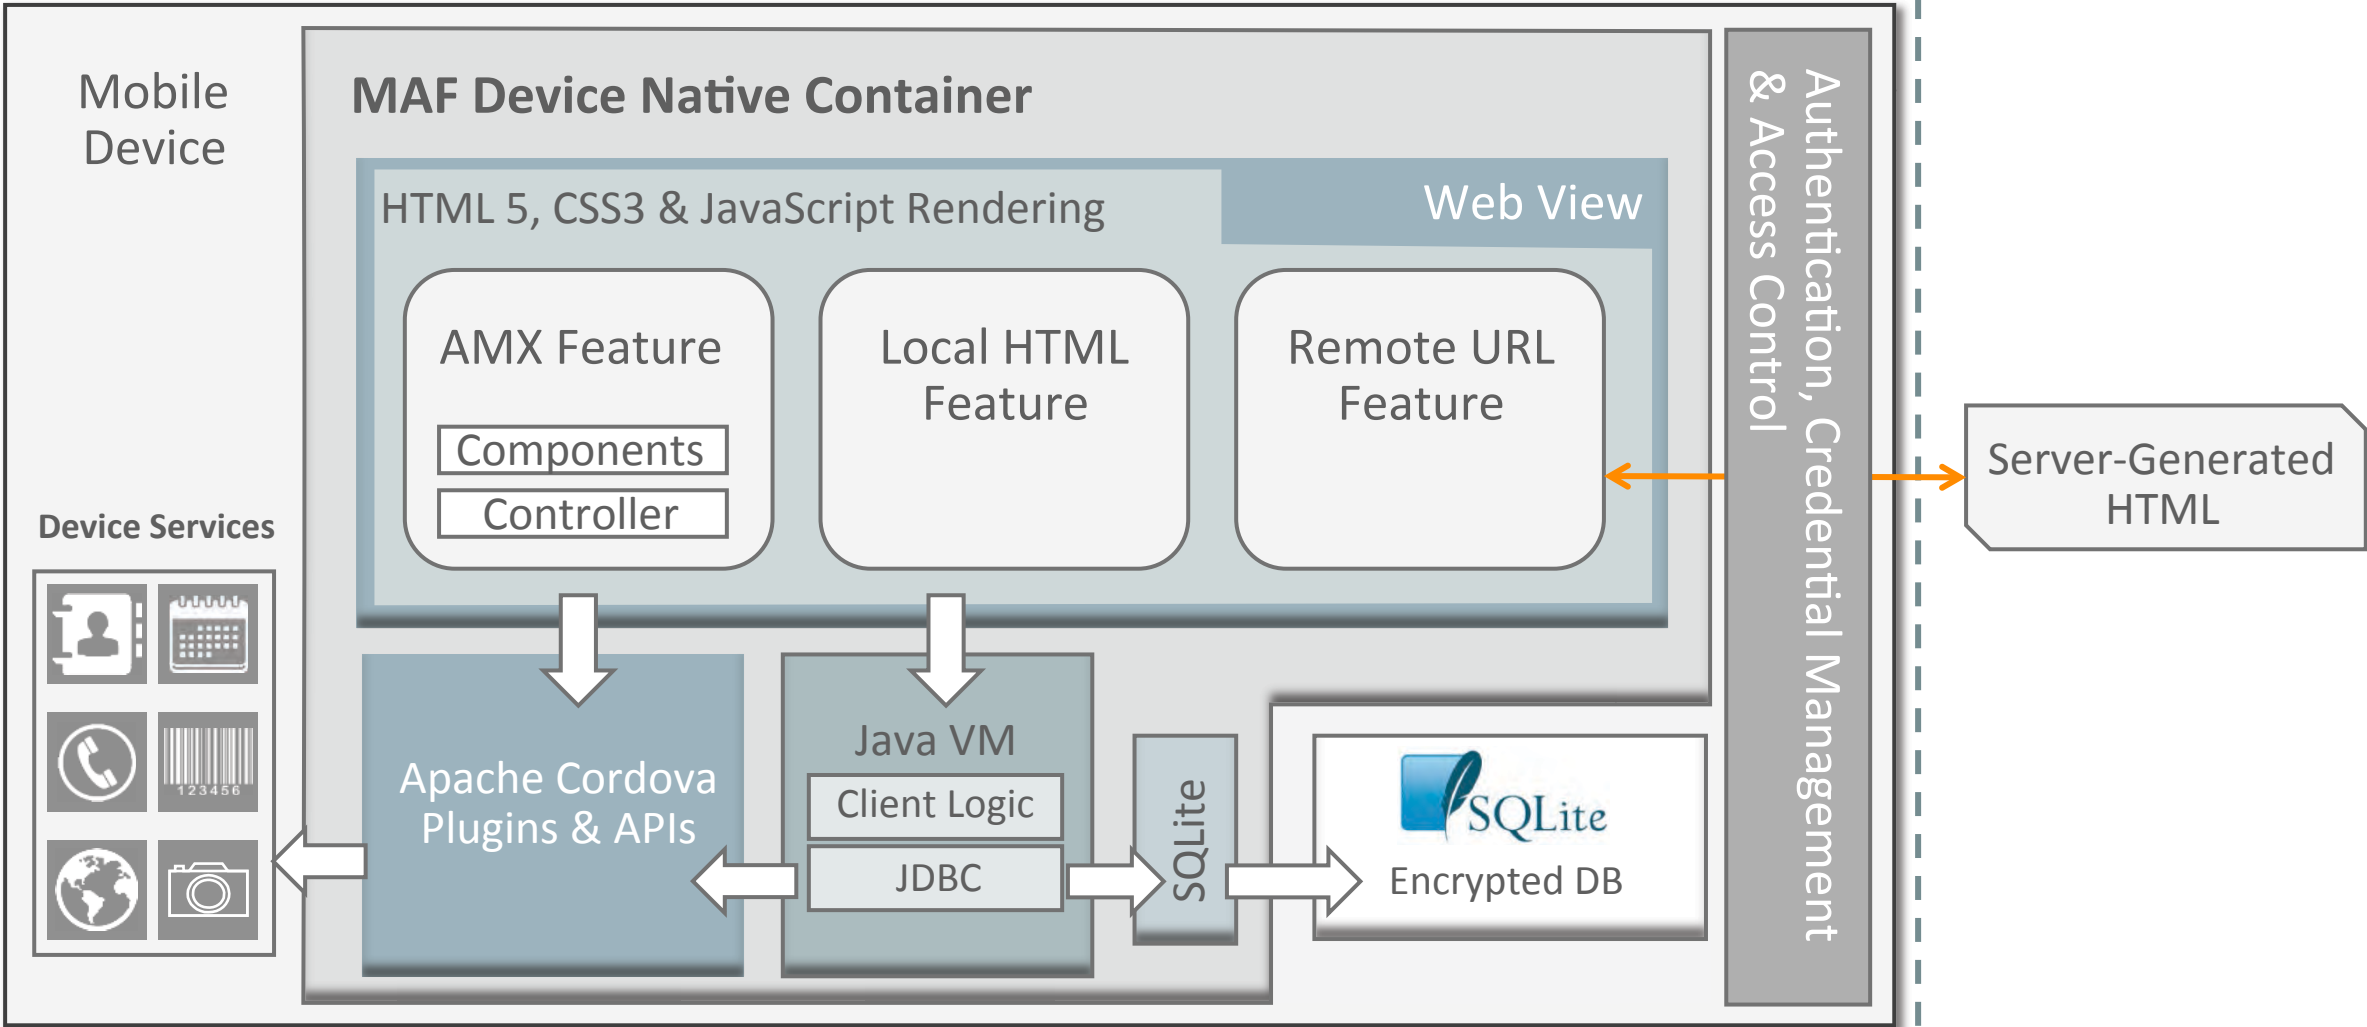 Mobile
Device
MAF Device Native Container
HTML 5, CSS3 & JavaScript Rendering
Web View
AMX Feature
Components
Controller
Local HTML
Feature
Remote URL
Feature
Authentication, Credential Management
& Access Control
Server-Generated
HTML
Device Services
123456
Apache Cordova
Plugins & APIs
Java VM
Client Logic
JDBC
SQLite
SQLite
Encrypted DB